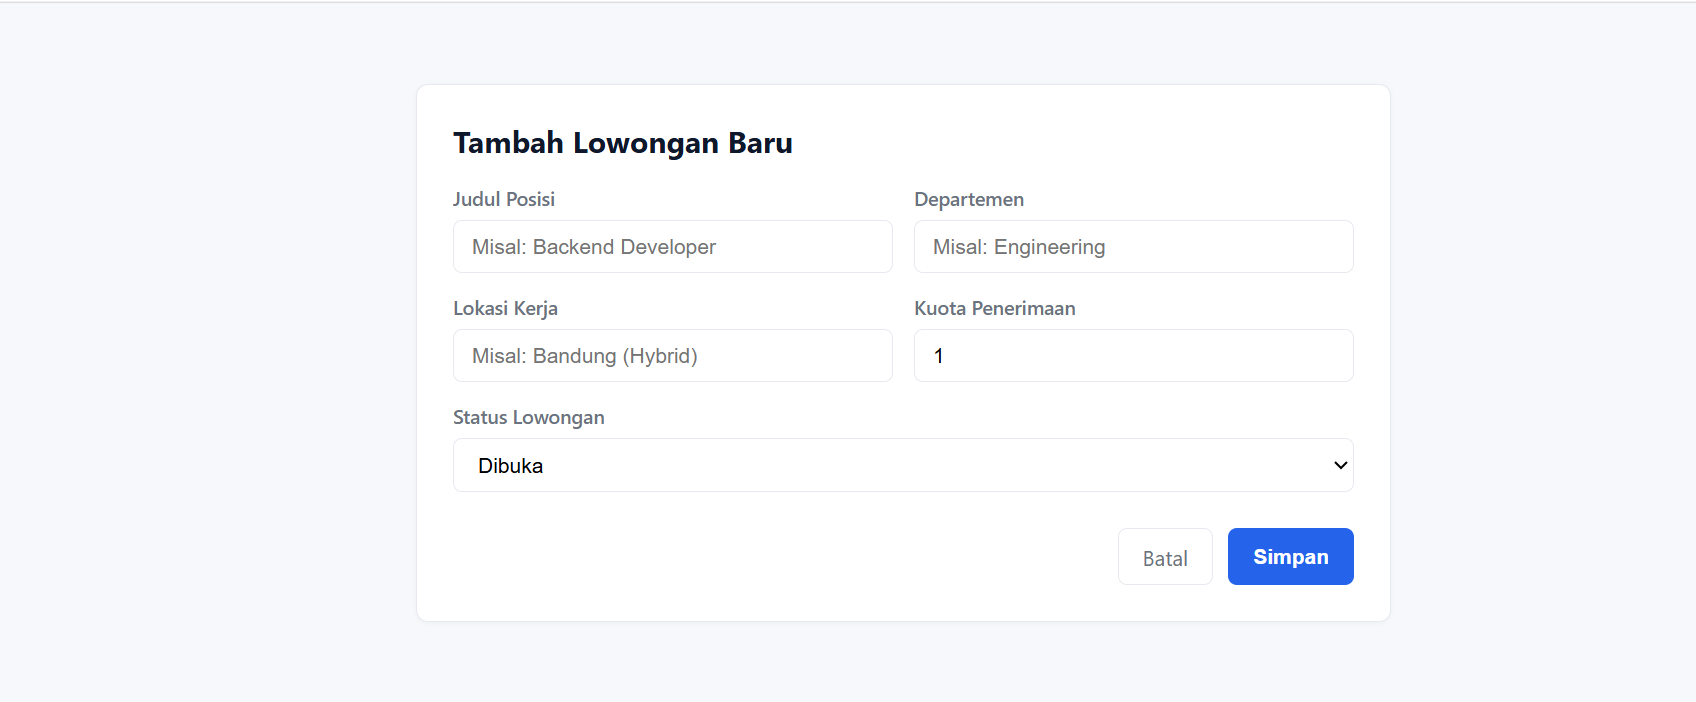 Tambah Lowongan Baru
Judul Posisi
Departemen
Misal: Backend Developer
Misal: Engineering
Lokasi Kerja
Kuota Penerimaan
Misal: Bandung (Hybrid)
1
Status Lowongan
Dibuka
Batal
Simpan